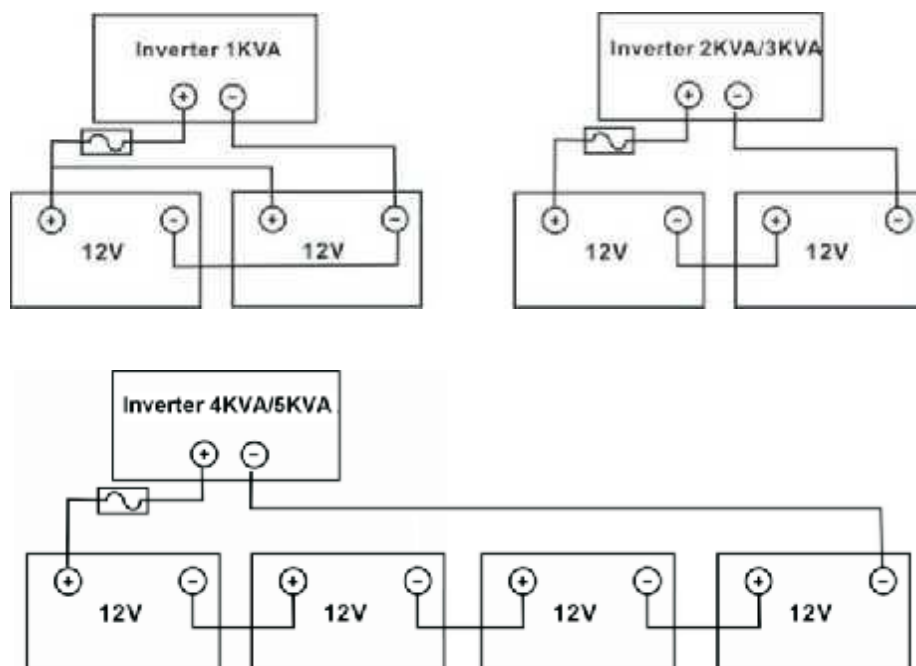 Inverter 1KVA
+ −
+ − + −
12V 12V
Inverter 2KVA/3KVA
+ −
+ − + −
12V 12V
Inverter 4KVA/5KVA
+ −
+ − + − + − + −
12V 12V 12V 12V